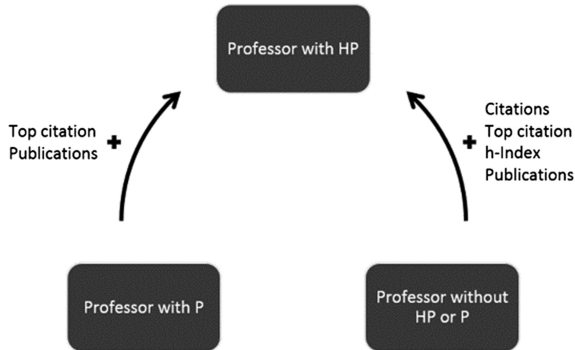 Professor with HP
Top citation
Publications
+
Citations
Top citation
h-Index
Publications
+
Professor with P
Professor without
HP or P